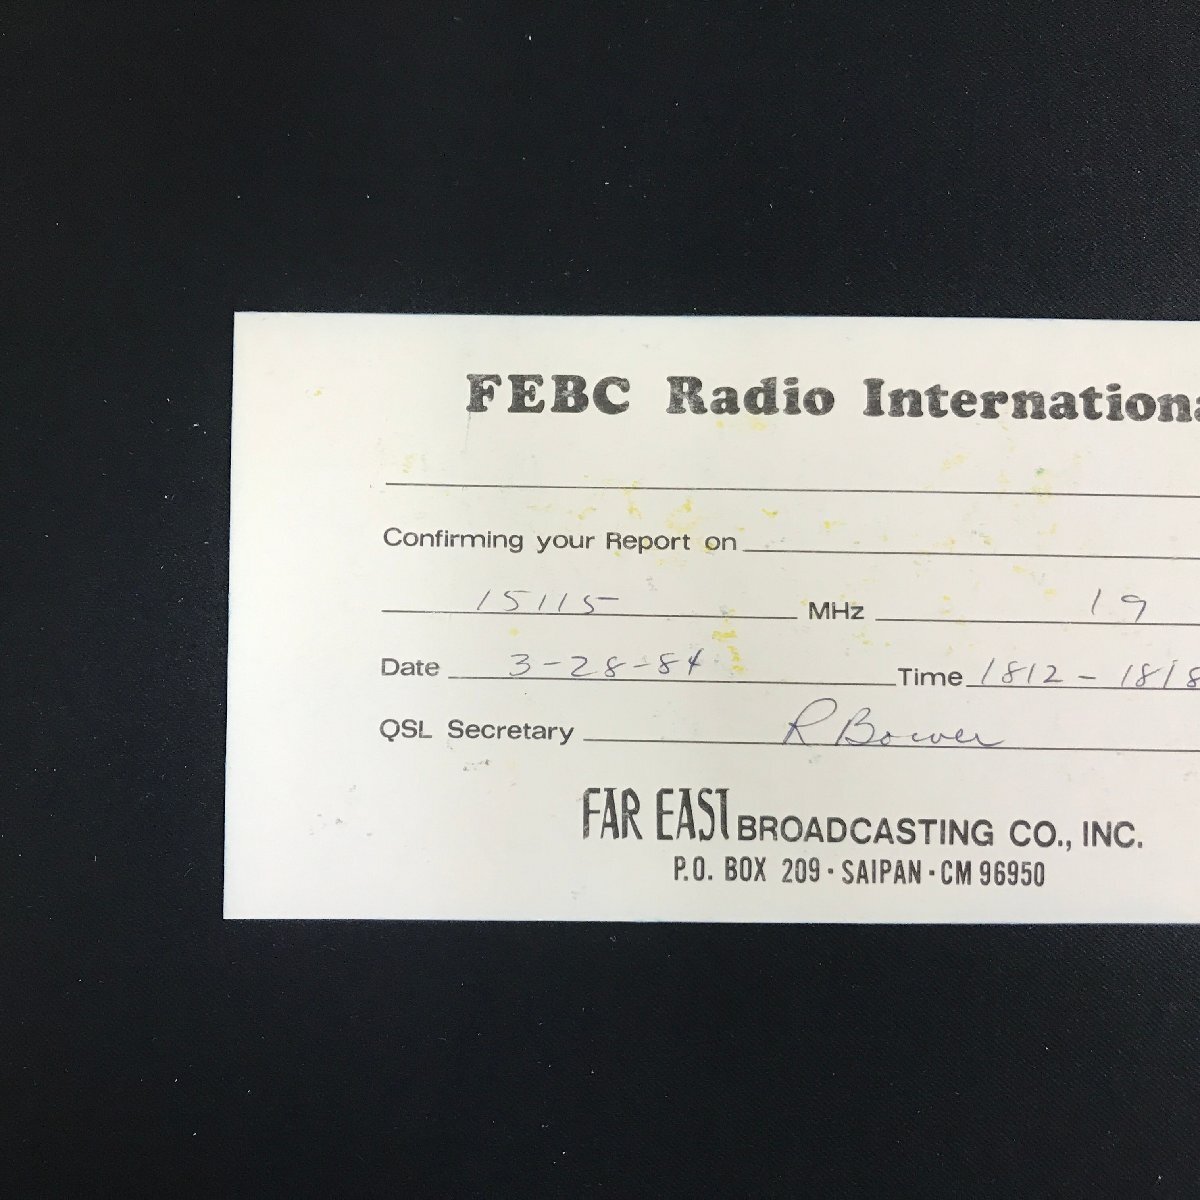 FEBC Radio Internationa
Confirming your Report on
15115 MHz 19
Date 3-28-84 Time 1812 - 1818
QSL Secretary R Bower
FAR EAST BROADCASTING CO., INC.
P.O. BOX 209 · SAIPAN · CM 96950